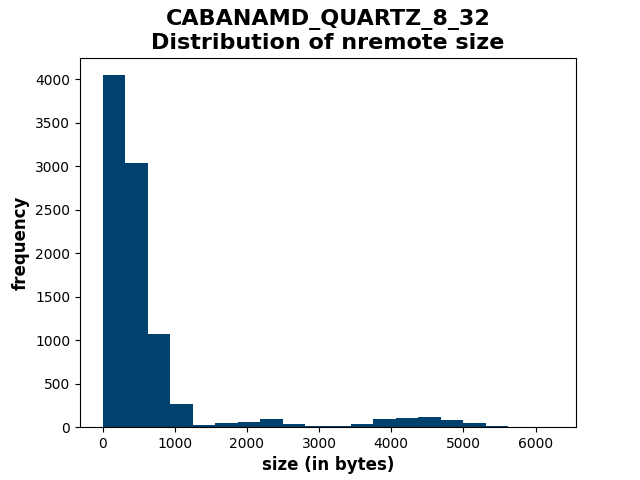 CABANAMD_QUARTZ_8_32
Distribution of nremote size
4000
3500
3000
2500
2000
1500
1000
500
0
frequency
0 1000 2000 3000 4000 5000 6000
size (in bytes)